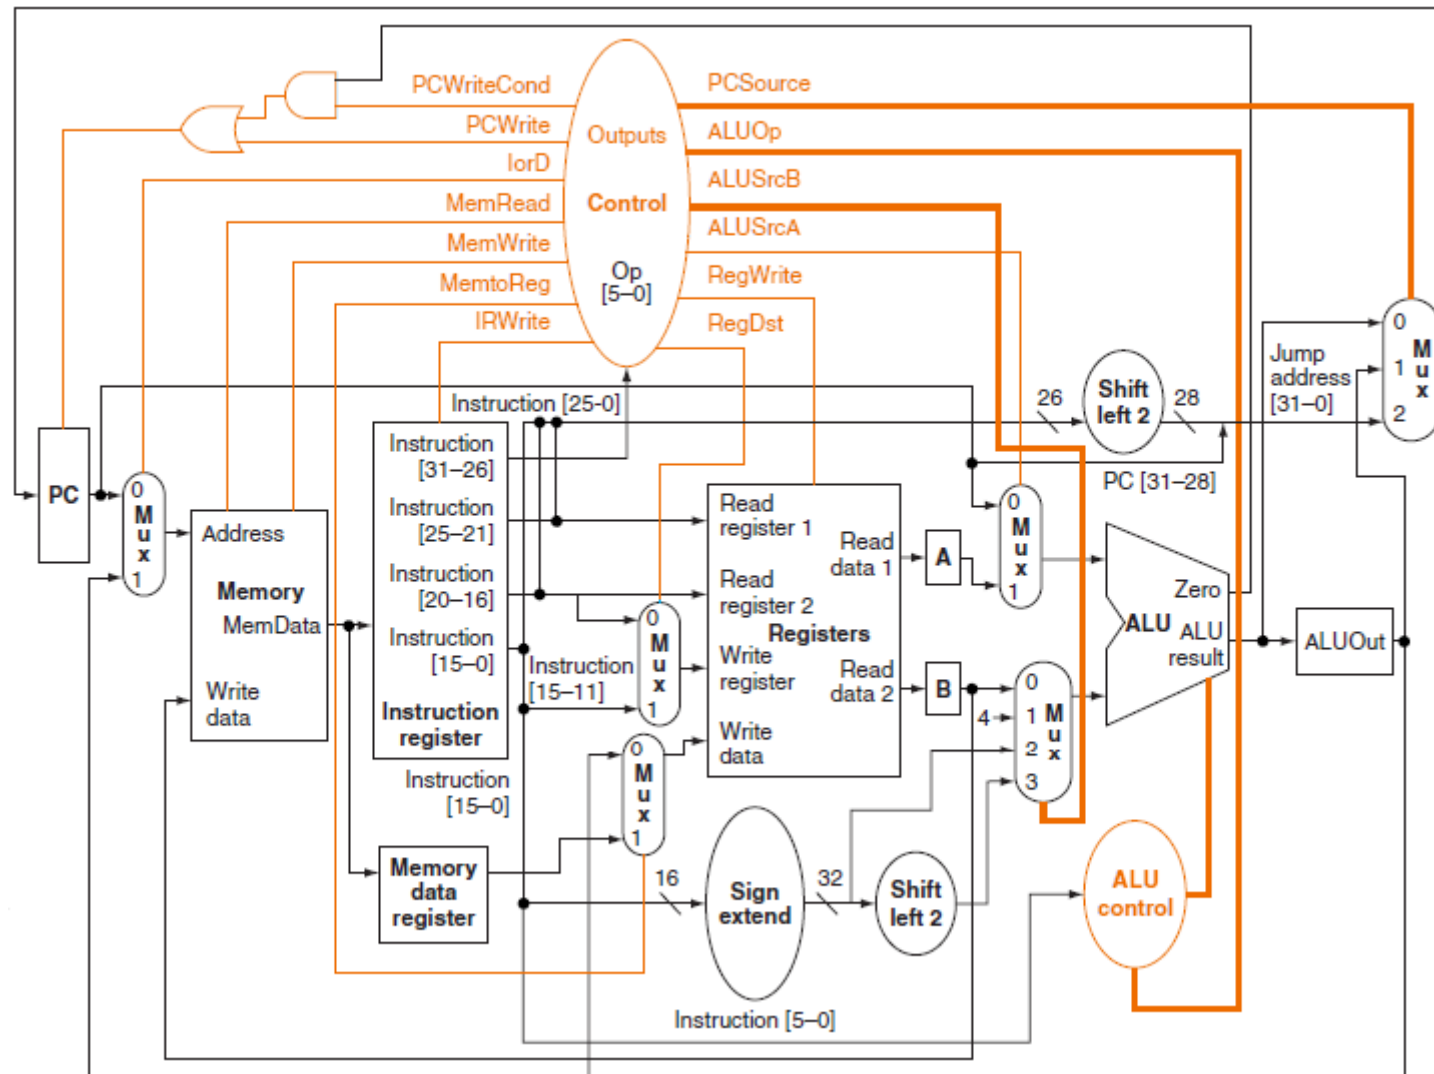 PCWriteCond
PCWrite
IorD
MemRead
MemWrite
MemtoReg
IRWrite
Outputs
Control
Op
[5–0]
PCSource
ALUOp
ALUSrcB
ALUSrcA
RegWrite
RegDst
PC
0
M
u
x
1
Address
Memory
MemData
Write
data
Instruction [25-0]
Instruction
[31–26]
Instruction
[25–21]
Instruction
[20–16]
Instruction
[15–0]
Instruction
register
Instruction
[15–0]
Memory
data
register
Instruction
[15–11]
0
M
u
x
1
0
M
u
x
1
Read
register 1
Read
register 2
Registers
Write
register
Write
data
Read
data 1
Read
data 2
A
B
16
Sign
extend
32
Shift
left 2
Instruction [5–0]
0
M
u
x
1
4
0
1
2
3
M
u
x
26
Shift
left 2
28
Jump
address
[31–0]
PC [31–28]
Zero
ALU
ALU
result
ALUOut
ALU
control
0
1
2
M
u
x